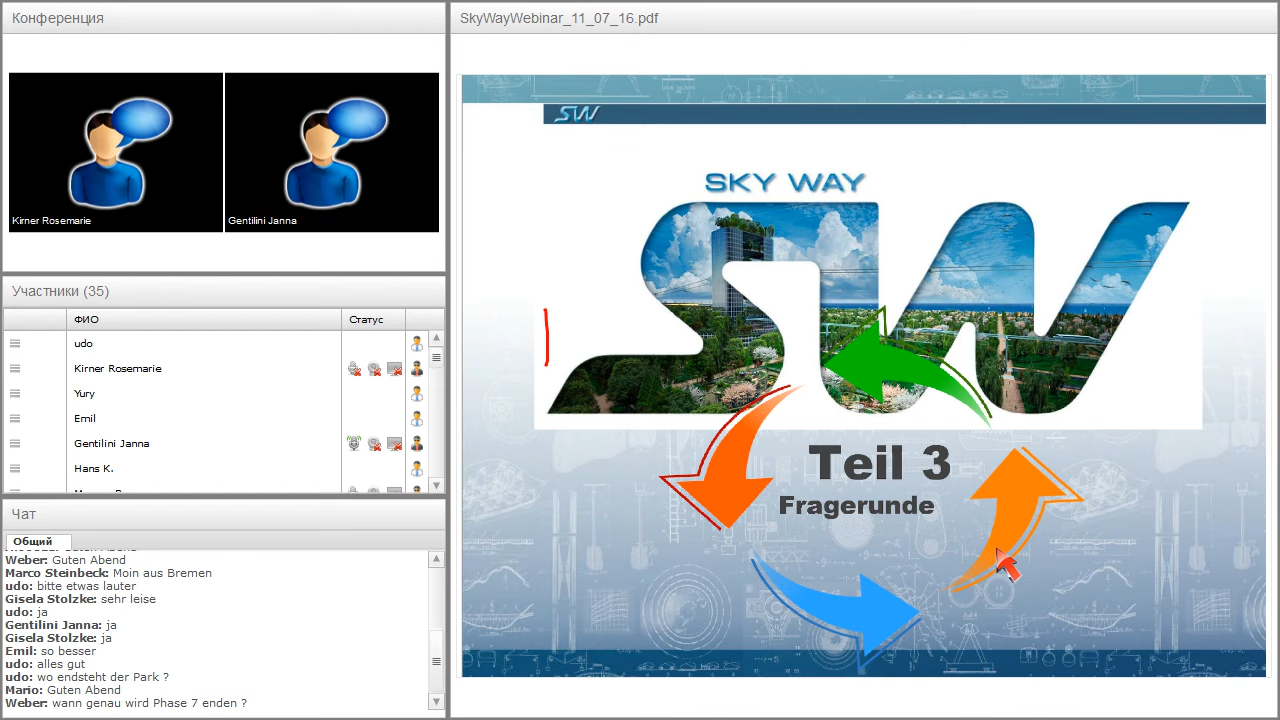 Конференция
Kirner Rosemarie
Gentilini Janna
Участники (35)
ФИО
Статус
udo
Kirner Rosemarie
Yury
Emil
Gentilini Janna
Hans K.
Чат
Общий
Weber: Guten Abend
Marco Steinbeck: Moin aus Bremen
udo: bitte etwas lauter
Gisela Stolzke: sehr leise
udo: ja
Gentilini Janna: ja
Gisela Stolzke: ja
Emil: so besser
udo: alles gut
udo: wo endsteht der Park ?
Mario: Guten Abend
Weber: wann genau wird Phase 7 enden ?
SkyWayWebinar_11_07_16.pdf
SW
SKY WAY
SW
Teil 3
Fragerunde